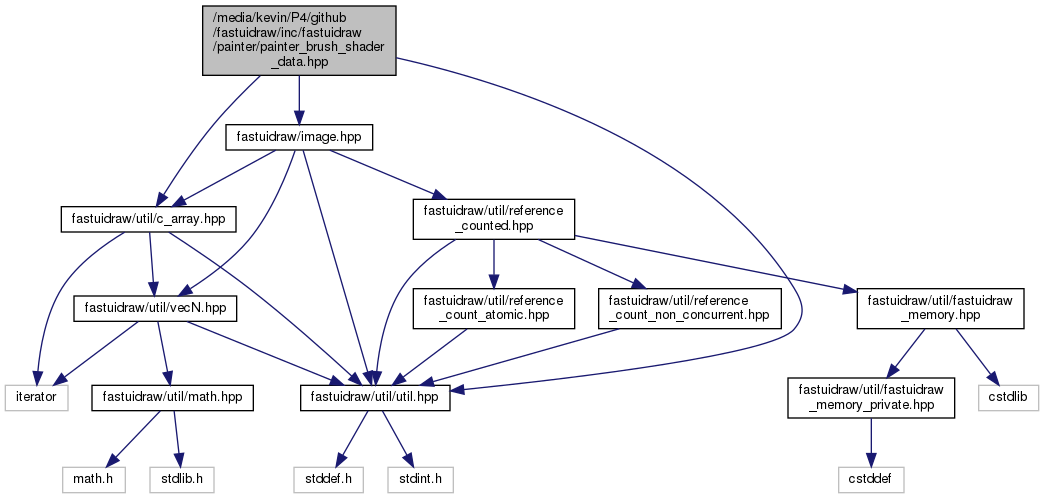 /media/kevin/P4/github
/fastuidraw/inc/fastuidraw
/painter/painter_brush_shader
_data.hpp
fastuidraw/image.hpp
fastuidraw/util/c_array.hpp
fastuidraw/util/reference
_counted.hpp
fastuidraw/util/vecN.hpp
fastuidraw/util/reference
_count_atomic.hpp
fastuidraw/util/reference
_count_non_concurrent.hpp
fastuidraw/util/fastuidraw
_memory.hpp
iterator
fastuidraw/util/math.hpp
fastuidraw/util/util.hpp
fastuidraw/util/fastuidraw
_memory_private.hpp
cstdlib
math.h
stdlib.h
stddef.h
stdint.h
cstddef